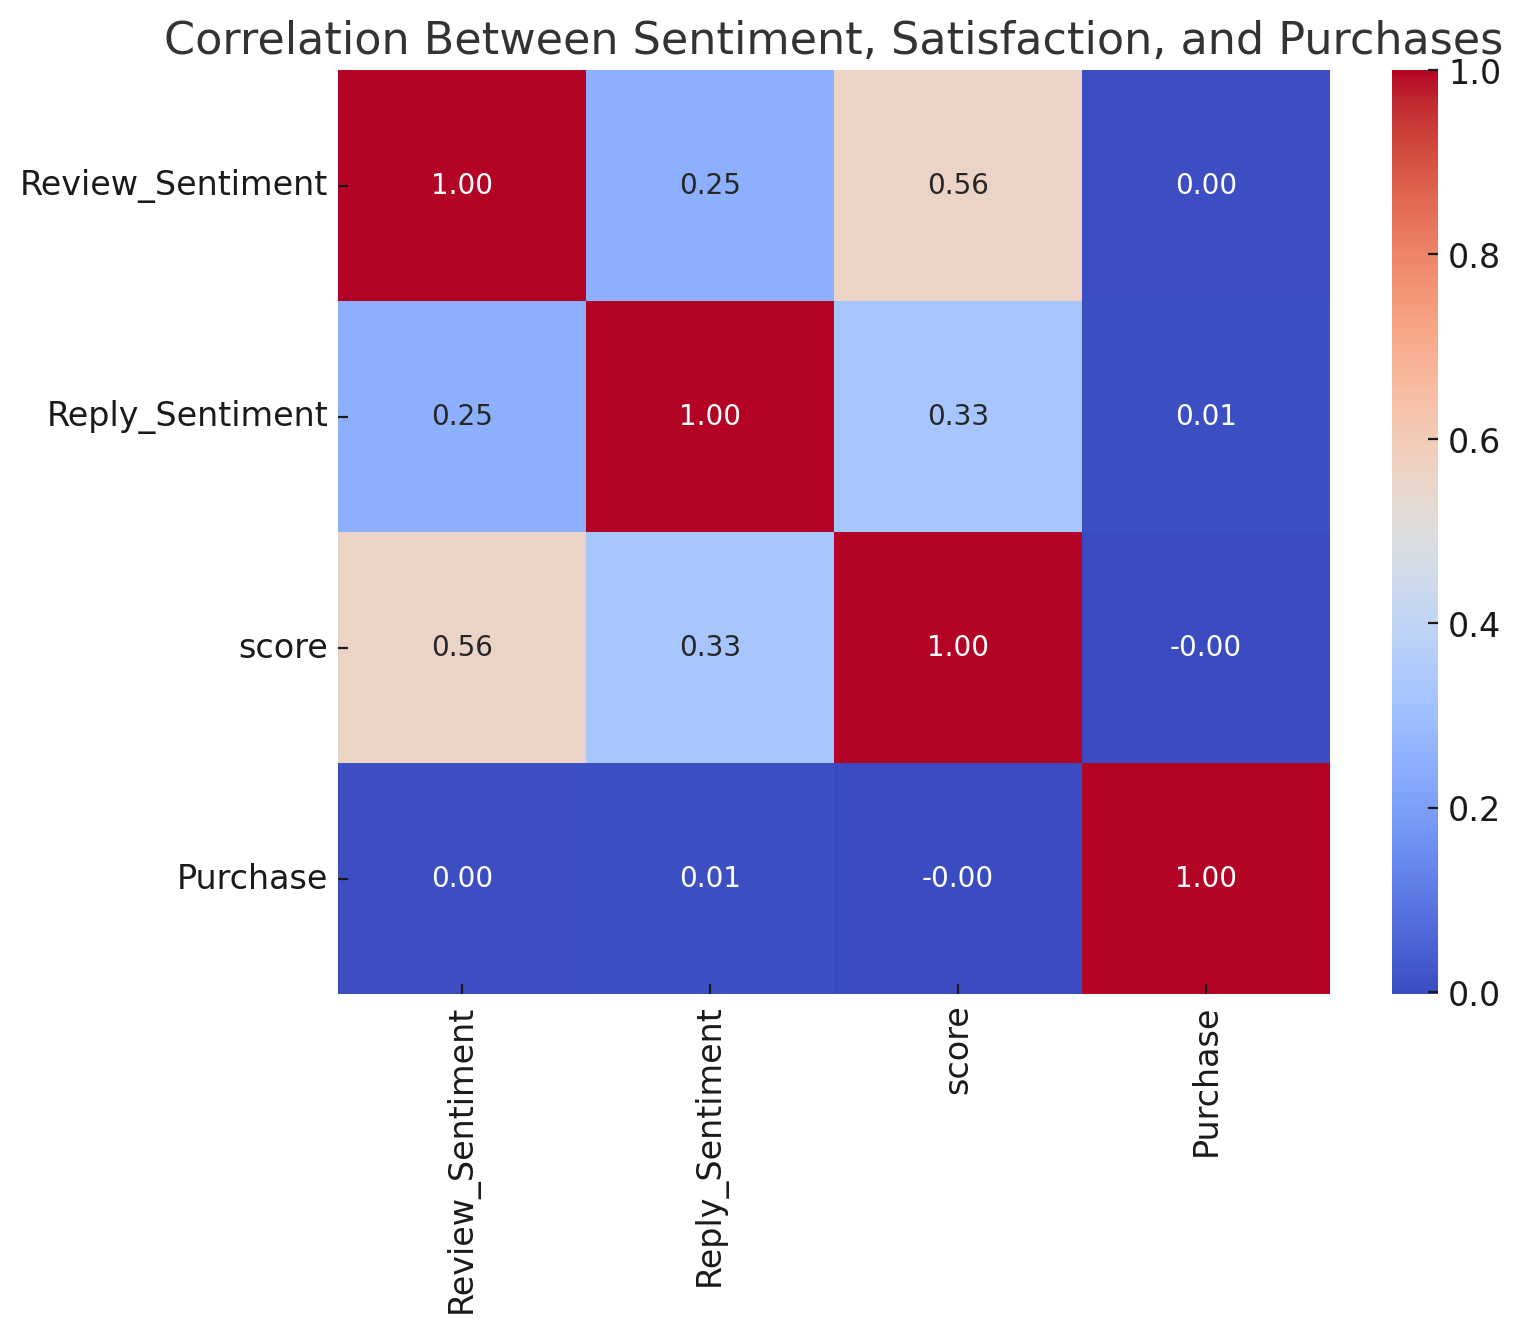 Correlation Between Sentiment, Satisfaction, and Purchases
Review_Sentiment 1.00 0.25 0.56 0.00
Reply_Sentiment 0.25 1.00 0.33 0.01
score 0.56 0.33 1.00 -0.00
Purchase 0.00 0.01 -0.00 1.00
Review_Sentiment
Reply_Sentiment
score
Purchase
1.0
0.8
0.6
0.4
0.2
0.0